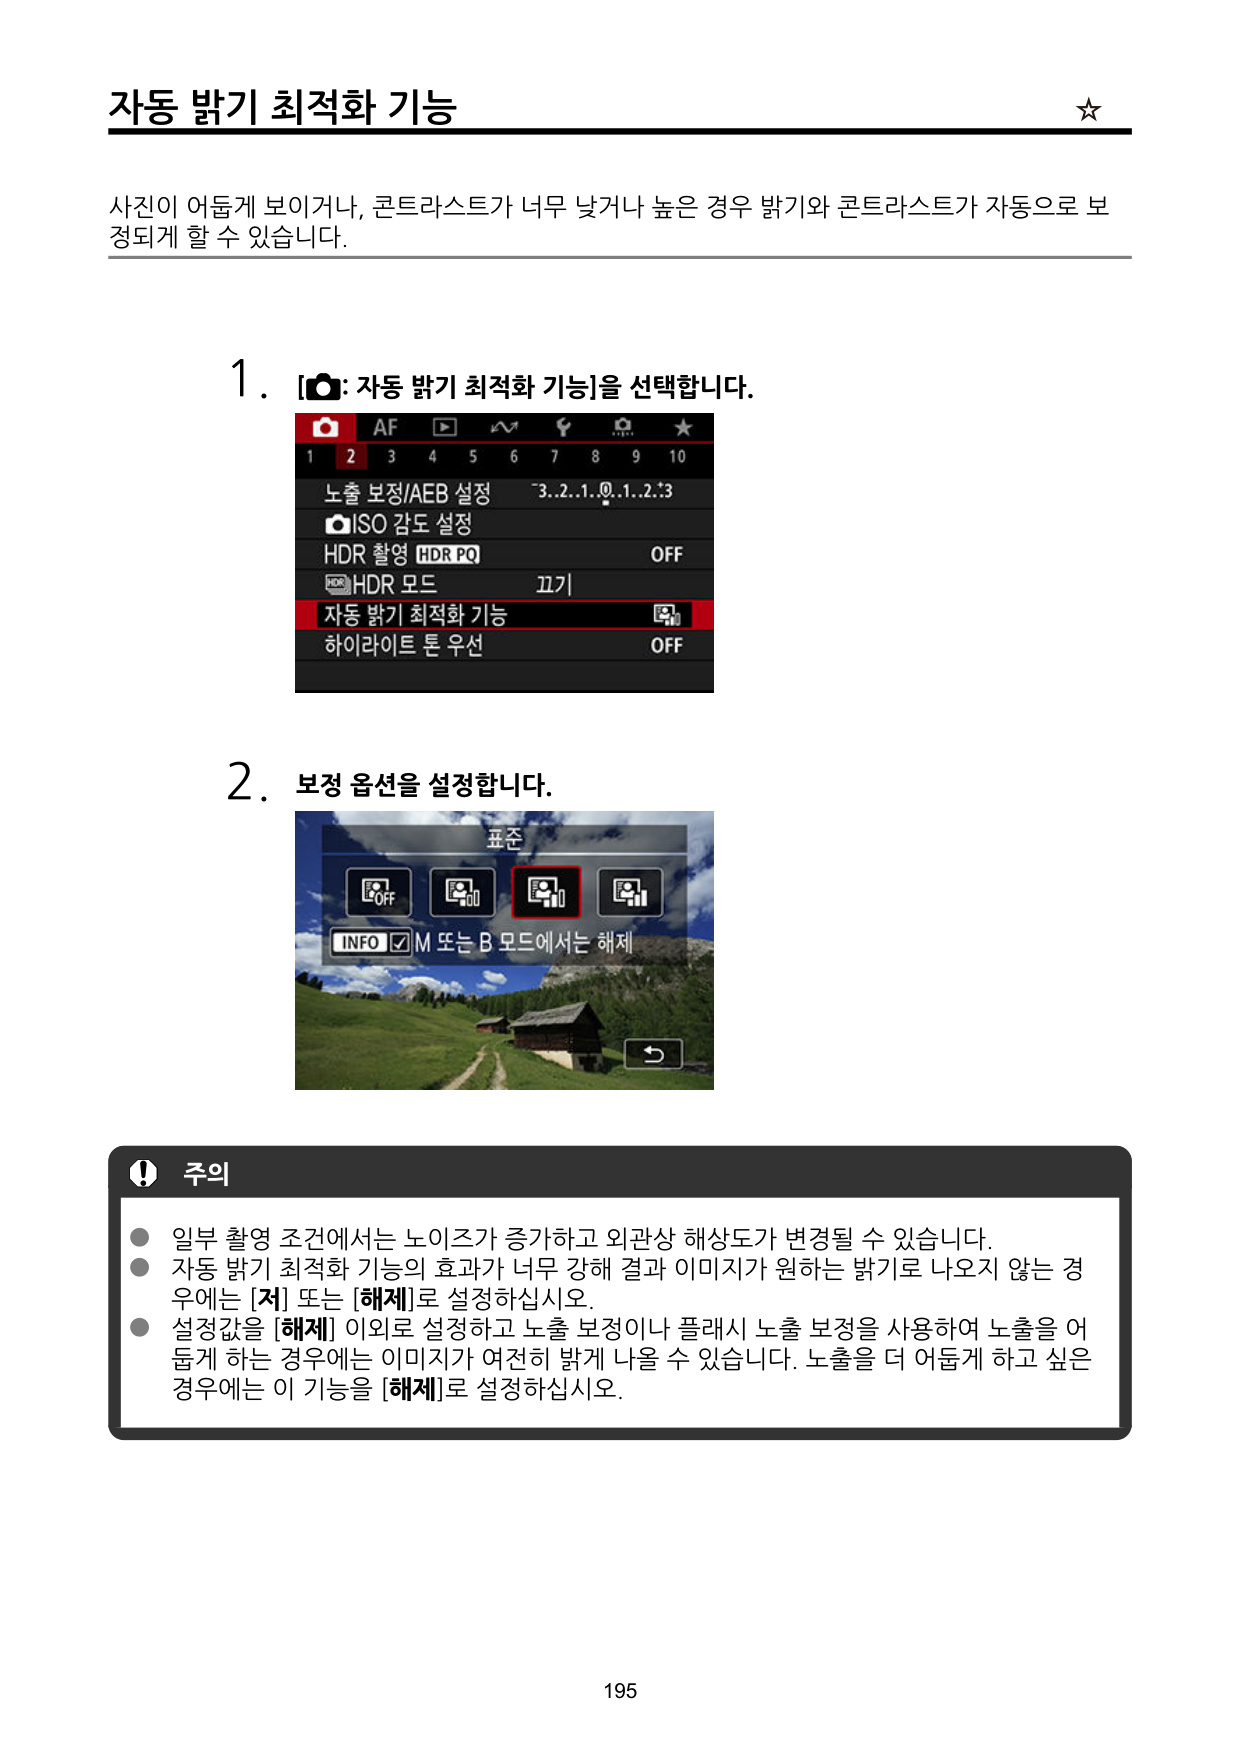 자동 밝기 최적화 기능 ☆
사진이 어둡게 보이거나, 콘트라스트가 너무 낮거나 높은 경우 밝기와 콘트라스트가 자동으로 보
정되게 할 수 있습니다.
1. [: 자동 밝기 최적화 기능]을 선택합니다.
AF
1 2 3 4 5 6 7 8 9 10
노출 보정/AEB 설정 ⁻3..2..1..0..1..2..⁺3
ISO 감도 설정
HDR 촬영 HDR PQ OFF
HDR HDR 모드 끄기
자동 밝기 최적화 기능
하이라이트 톤 우선 OFF
2. 보정 옵션을 설정합니다.
표준
OFF
INFO ☑ M 또는 B 모드에서는 해제
주의
● 일부 촬영 조건에서는 노이즈가 증가하고 외관상 해상도가 변경될 수 있습니다.
● 자동 밝기 최적화 기능의 효과가 너무 강해 결과 이미지가 원하는 밝기로 나오지 않는 경
우에는 [저] 또는 [해제]로 설정하십시오.
● 설정값을 [해제] 이외로 설정하고 노출 보정이나 플래시 노출 보정을 사용하여 노출을 어
둡게 하는 경우에는 이미지가 여전히 밝게 나올 수 있습니다. 노출을 더 어둡게 하고 싶은
경우에는 이 기능을 [해제]로 설정하십시오.
195